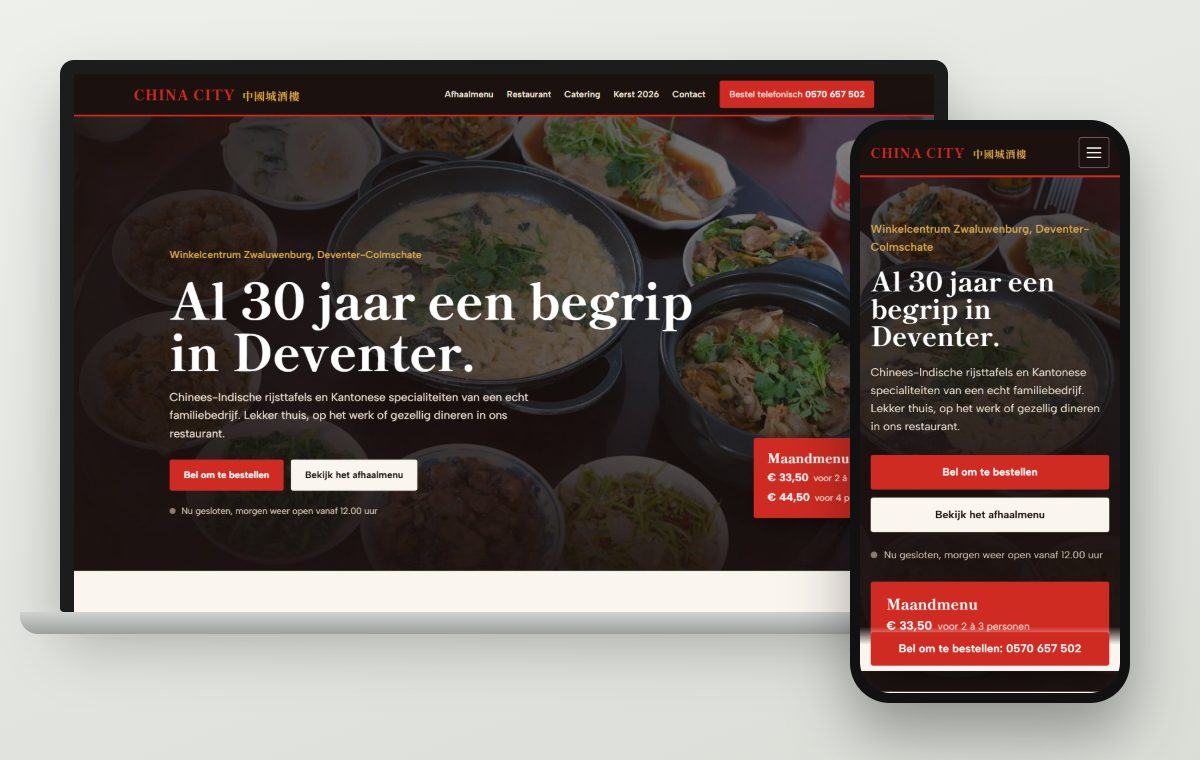 CHINA CITY 中國城酒樓
Afhaalmenu Restaurant Catering Kerst 2026 Contact Bestel telefonisch 0570 657 502
Winkelcentrum Zwaluwenburg, Deventer-Colmschate
Al 30 jaar een begrip
in Deventer.
Chinees-Indische rijsttafels en Kantonese specialiteiten van een echt
familiebedrijf. Lekker thuis, op het werk of gezellig dineren in ons
restaurant.
Bel om te bestellen Bekijk het afhaalmenu
Nu gesloten, morgen weer open vanaf 12.00 uur
Maandmenu
€ 33,50 voor 2 à
€ 44,50 voor 4 p
CHINA CITY 中國城酒樓
Winkelcentrum Zwaluwenburg, Deventer-
Colmschate
Al 30 jaar een
begrip in
Deventer.
Chinees-Indische rijsttafels en Kantonese
specialiteiten van een echt familiebedrijf.
Lekker thuis, op het werk of gezellig dineren
in ons restaurant.
Bel om te bestellen
Bekijk het afhaalmenu
Nu gesloten, morgen weer open vanaf 12.00 uur
Maandmenu
€ 33,50 voor 2 à 3 personen
Bel om te bestellen: 0570 657 502